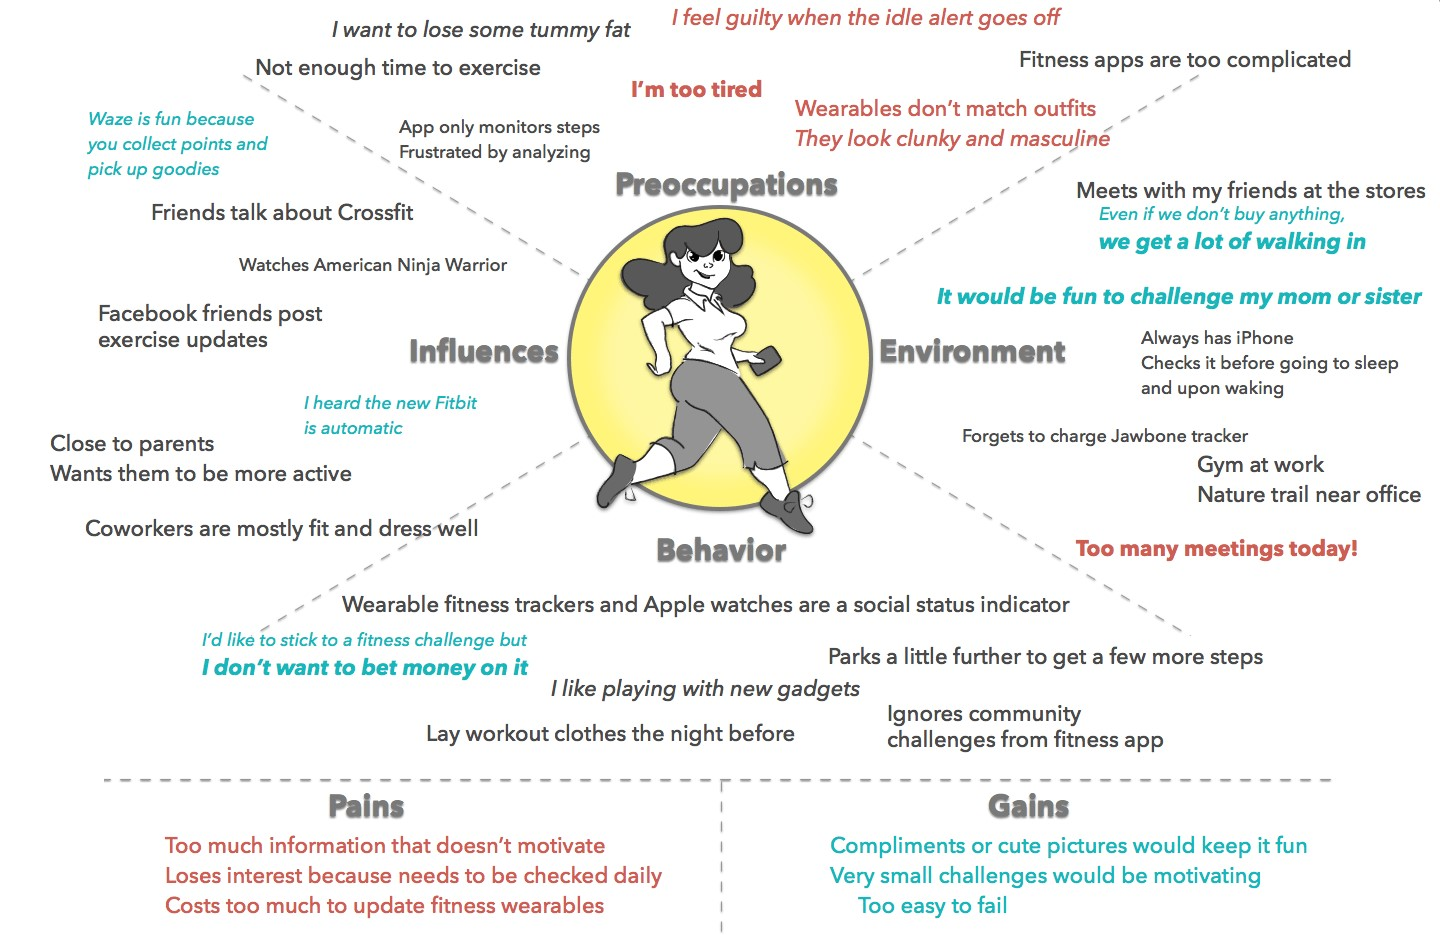 I want to lose some tummy fat
I feel guilty when the idle alert goes off
Not enough time to exercise
Fitness apps are too complicated
I'm too tired
Wearables don't match outfits
They look clunky and masculine
App only monitors steps
Frustrated by analyzing
Preoccupations
Waze is fun because
you collect points and
pick up goodies
Friends talk about Crossfit
Watches American Ninja Warrior
Facebook friends post
exercise updates
Influences
I heard the new Fitbit
is automatic
Close to parents
Wants them to be more active
Coworkers are mostly fit and dress well
Meets with my friends at the stores
Even if we don't buy anything,
we get a lot of walking in
It would be fun to challenge my mom or sister
Environment
Always has iPhone
Checks it before going to sleep
and upon waking
Forgets to charge Jawbone tracker
Gym at work
Nature trail near office
Too many meetings today!
Behavior
Wearable fitness trackers and Apple watches are a social status indicator
I'd like to stick to a fitness challenge but
I don't want to bet money on it
Parks a little further to get a few more steps
I like playing with new gadgets
Lay workout clothes the night before
Ignores community
challenges from fitness app
Pains
Too much information that doesn't motivate
Loses interest because needs to be checked daily
Costs too much to update fitness wearables
Gains
Compliments or cute pictures would keep it fun
Very small challenges would be motivating
Too easy to fail